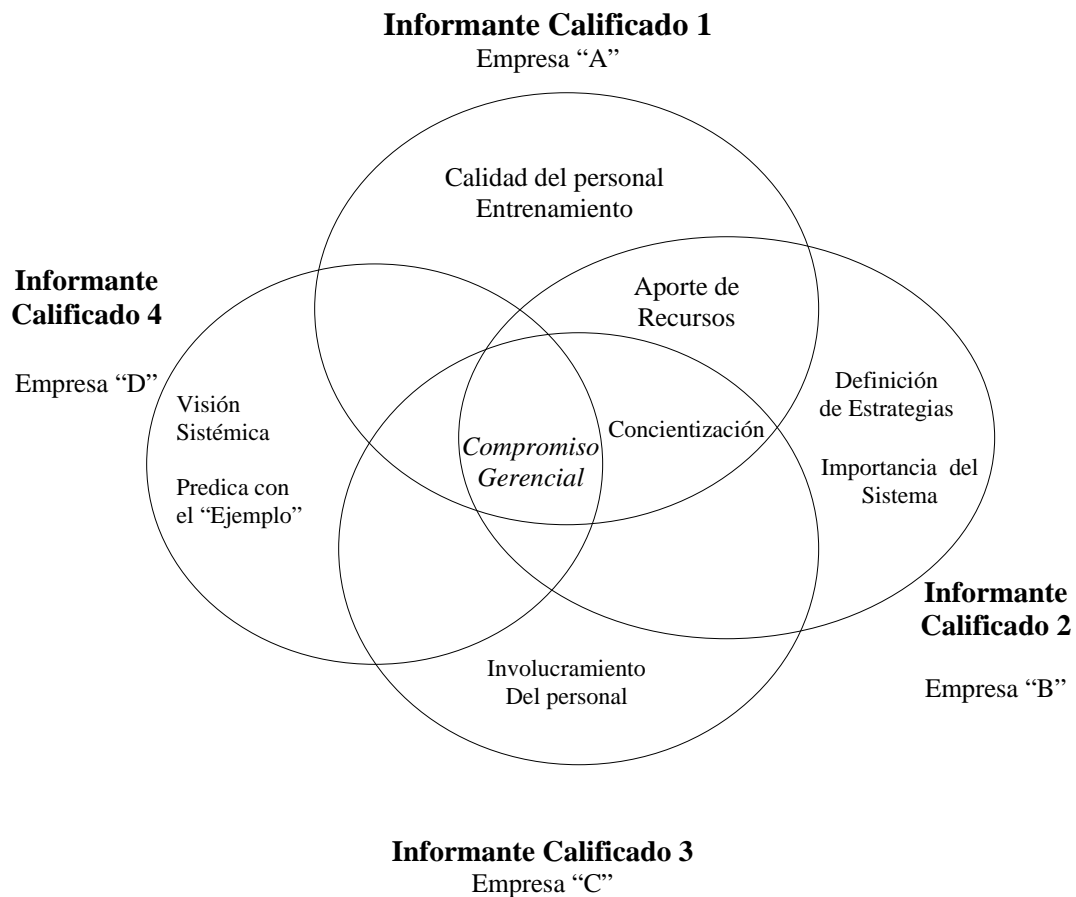 Informante Calificado 1
Empresa “A”
Calidad del personal
Entrenamiento
Informante
Calificado 4
Empresa “D”
Aporte de
Recursos
Visión
Sistémica
Predica con
el “Ejemplo”
Compromiso
Gerencial
Concientización
Definición
de Estrategias
Importancia del
Sistema
Informante
Calificado 2
Empresa “B”
Involucramiento
Del personal
Informante Calificado 3
Empresa “C”